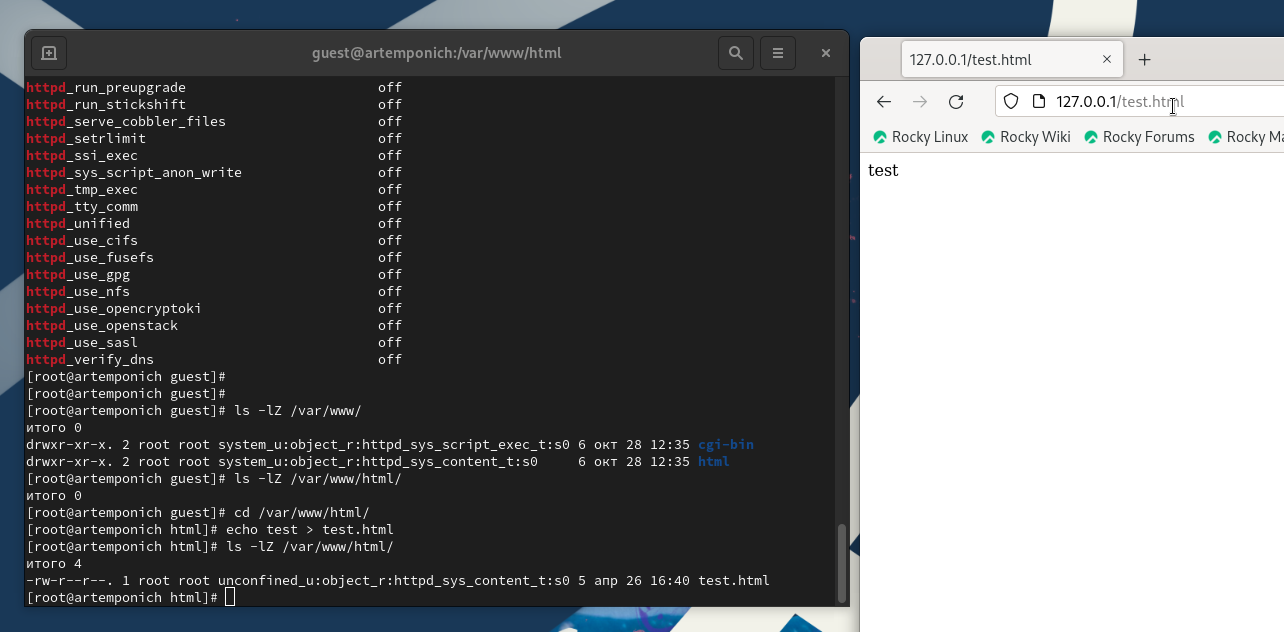 guest@artemponich:/var/www/html
httpd_run_preupgrade off
httpd_run_stickshift off
httpd_serve_cobbler_files off
httpd_setrlimit off
httpd_ssi_exec off
httpd_sys_script_anon_write off
httpd_tmp_exec off
httpd_tty_comm off
httpd_unified off
httpd_use_cifs off
httpd_use_fusefs off
httpd_use_gpg off
httpd_use_nfs off
httpd_use_opencryptoki off
httpd_use_openstack off
httpd_use_sasl off
httpd_verify_dns off
[root@artemponich guest]#
[root@artemponich guest]#
[root@artemponich guest]# ls -lZ /var/www/
итого 0
drwxr-xr-x. 2 root root system_u:object_r:httpd_sys_script_exec_t:s0 6 окт 28 12:35 cgi-bin
drwxr-xr-x. 2 root root system_u:object_r:httpd_sys_content_t:s0 6 окт 28 12:35 html
[root@artemponich guest]# ls -lZ /var/www/html/
итого 0
[root@artemponich guest]# cd /var/www/html/
[root@artemponich html]# echo test > test.html
[root@artemponich html]# ls -lZ /var/www/html/
итого 4
-rw-r--r--. 1 root root unconfined_u:object_r:httpd_sys_content_t:s0 5 апр 26 16:40 test.html
[root@artemponich html]#
127.0.0.1/test.html
127.0.0.1/test.html
Rocky Linux Rocky Wiki Rocky Forums Rocky Ma
test